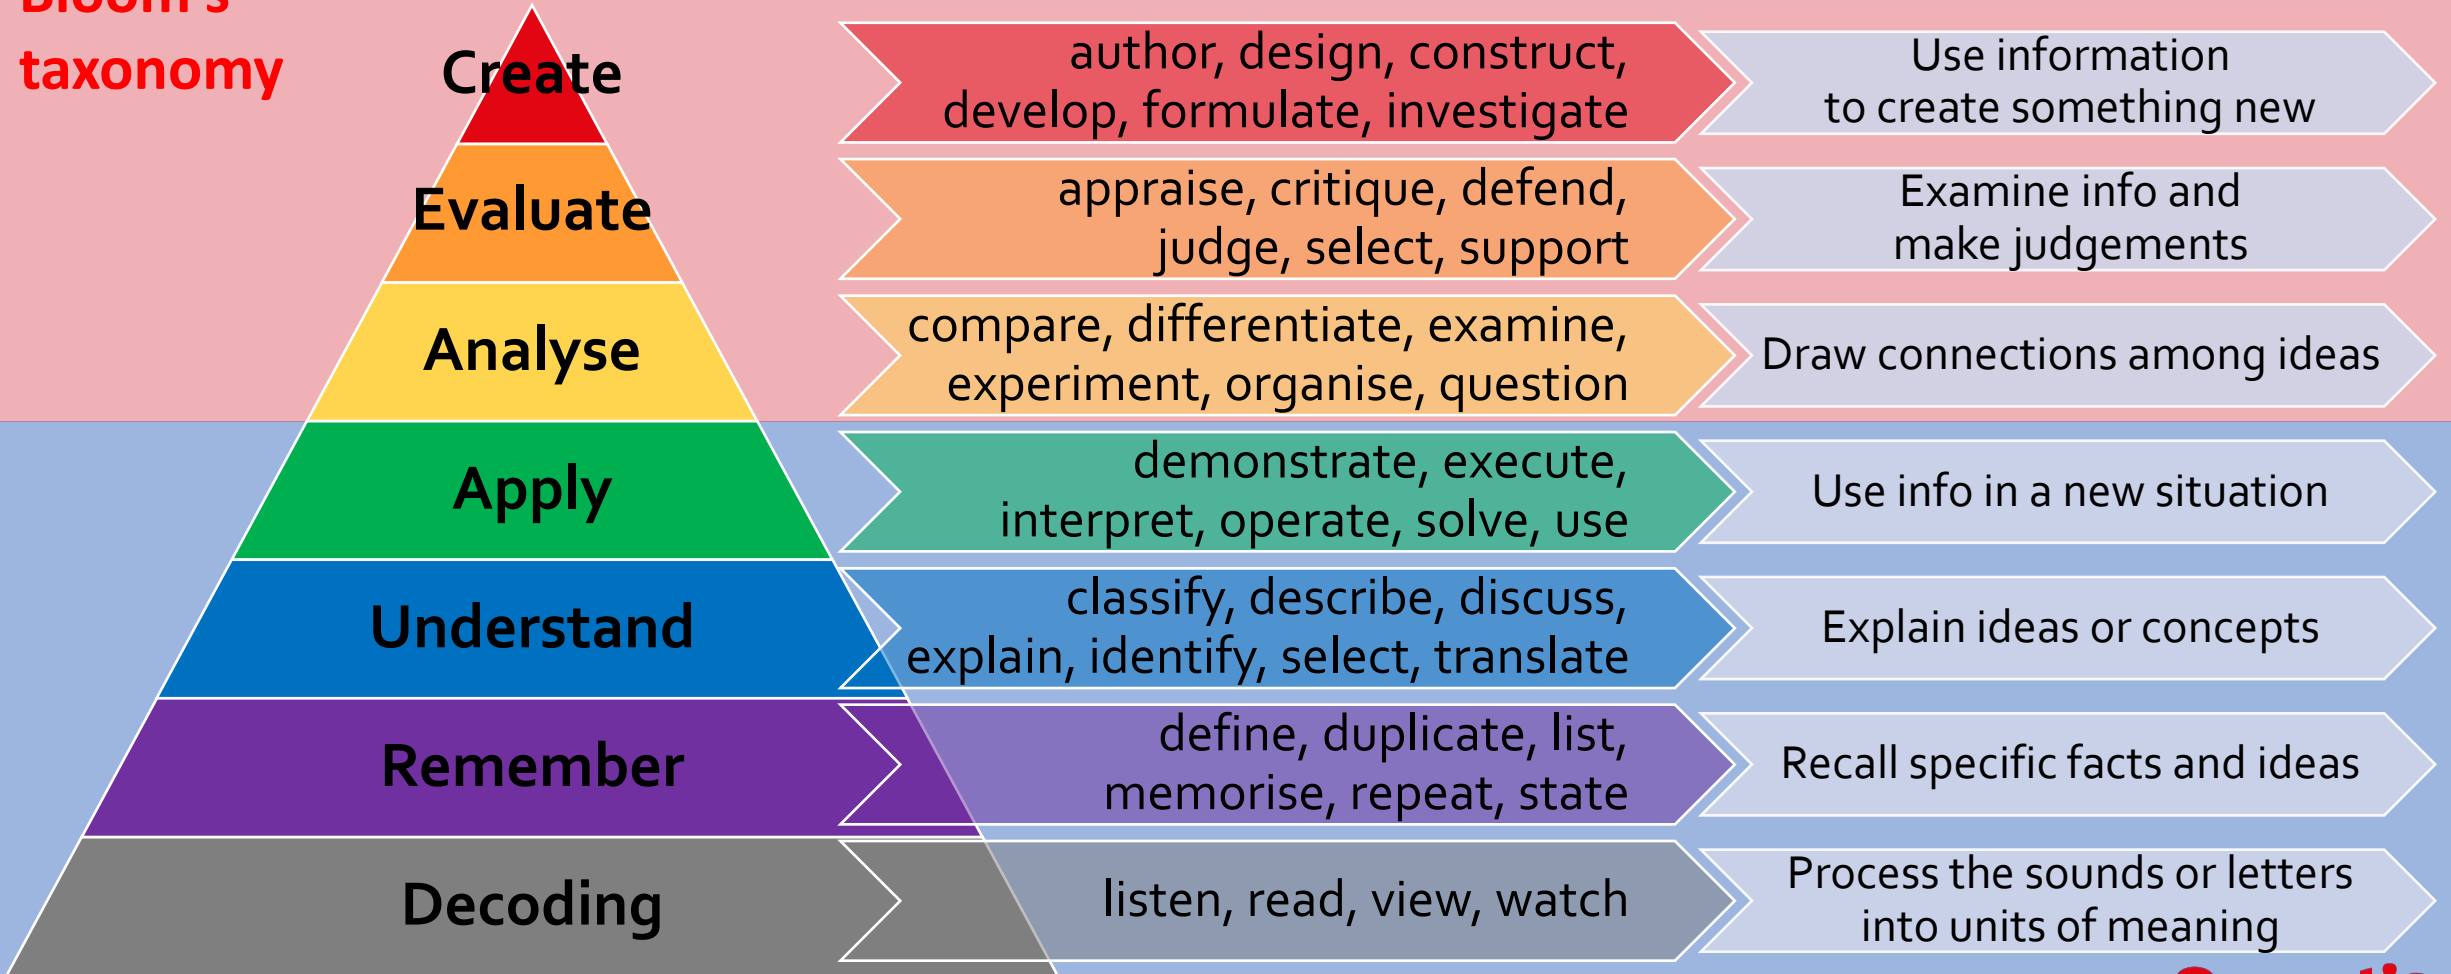 Bloom's
taxonomy
Create
author, design, construct,
develop, formulate, investigate
Use information
to create something new
Evaluate
appraise, critique, defend,
judge, select, support
Examine info and
make judgements
Analyse
compare, differentiate, examine,
experiment, organise, question
Draw connections among ideas
Apply
demonstrate, execute,
interpret, operate, solve, use
Use info in a new situation
Understand
classify, describe, discuss,
explain, identify, select, translate
Explain ideas or concepts
Remember
define, duplicate, list,
memorise, repeat, state
Recall specific facts and ideas
Decoding
listen, read, view, watch
Process the sounds or letters
into units of meaning